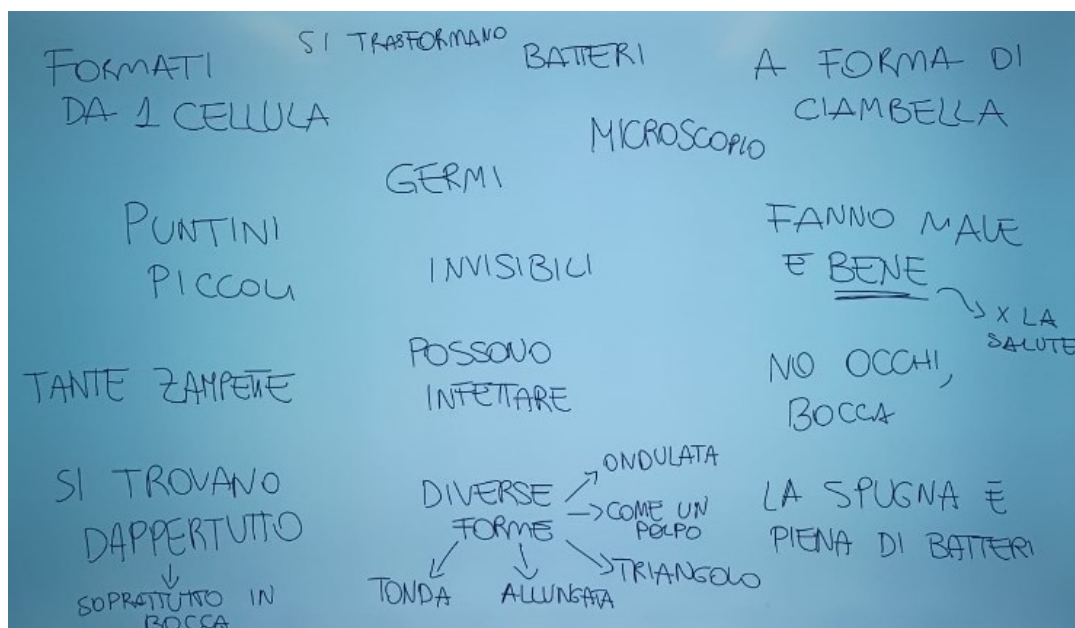 SI TRASFORMANO
FORMATI
DA 1 CELLULA
BATTERI
A FORMA DI
CIAMBELLA
MICROSCOPIO
GERMI
PUNTINI
PICCOLI
INVISIBILI
FANNO MALE
E BENE
X LA
SALUTE
TANTE ZAMPETTE
POSSONO
INFETTARE
NO OCCHI,
BOCCA
SI TROVANO
DAPPERTUTTO
SOPRATTUTTO IN
BOCCA
DIVERSE
FORME
ONDULATA
COME UN
POLPO
TRIANGOLO
ALLUNGATA
TONDA
LA SPUGNA È
PIENA DI BATTERI